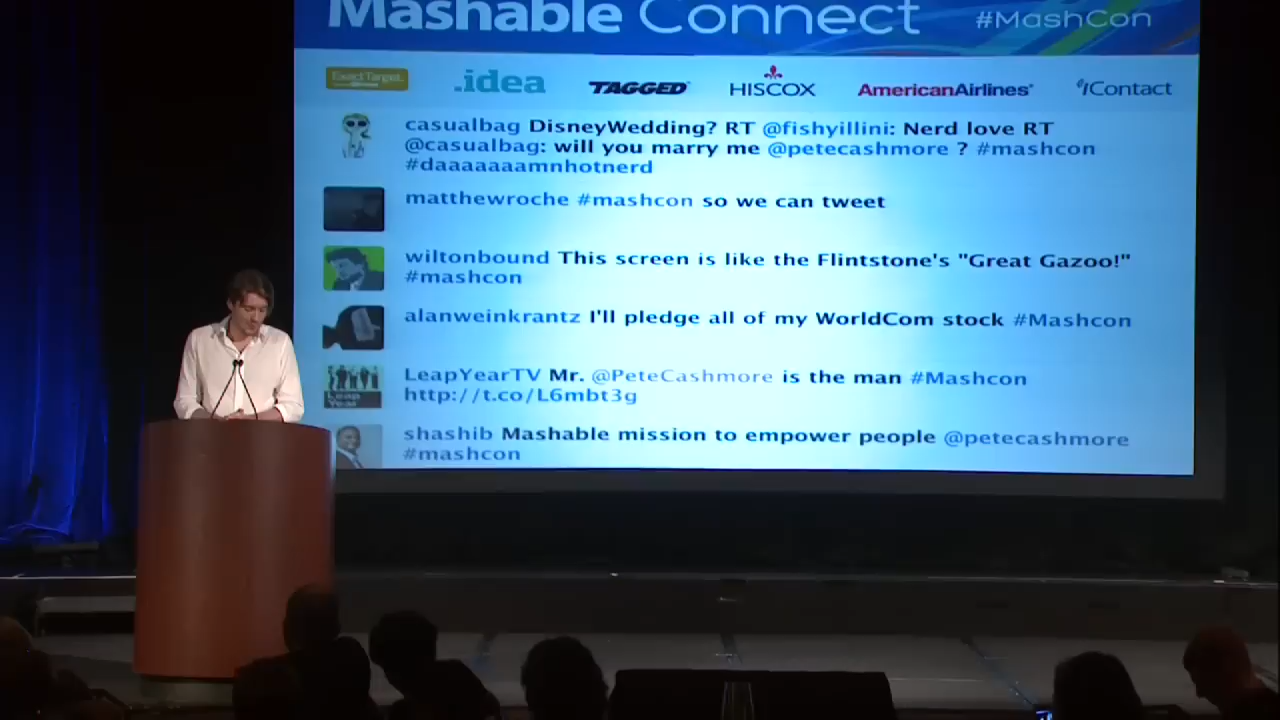 Mashable Connect #MashCon
ExactTarget. .idea TAGGED HISCOX AmericanAirlines iContact
casualbag DisneyWedding? RT @fishyillini: Nerd love RT
@casualbag: will you marry me @petecashmore ? #mashcon
#daaaaaaamnhotnerd
matthewroche #mashcon so we can tweet
wiltonbound This screen is like the Flintstone's "Great Gazoo!"
#mashcon
alanweinkrantz I'll pledge all of my WorldCom stock #Mashcon
LeapYearTV Mr. @PeteCashmore is the man #Mashcon
http://t.co/L6mbt3g
Leap
Year
shashib Mashable mission to empower people @petecashmore
#mashcon